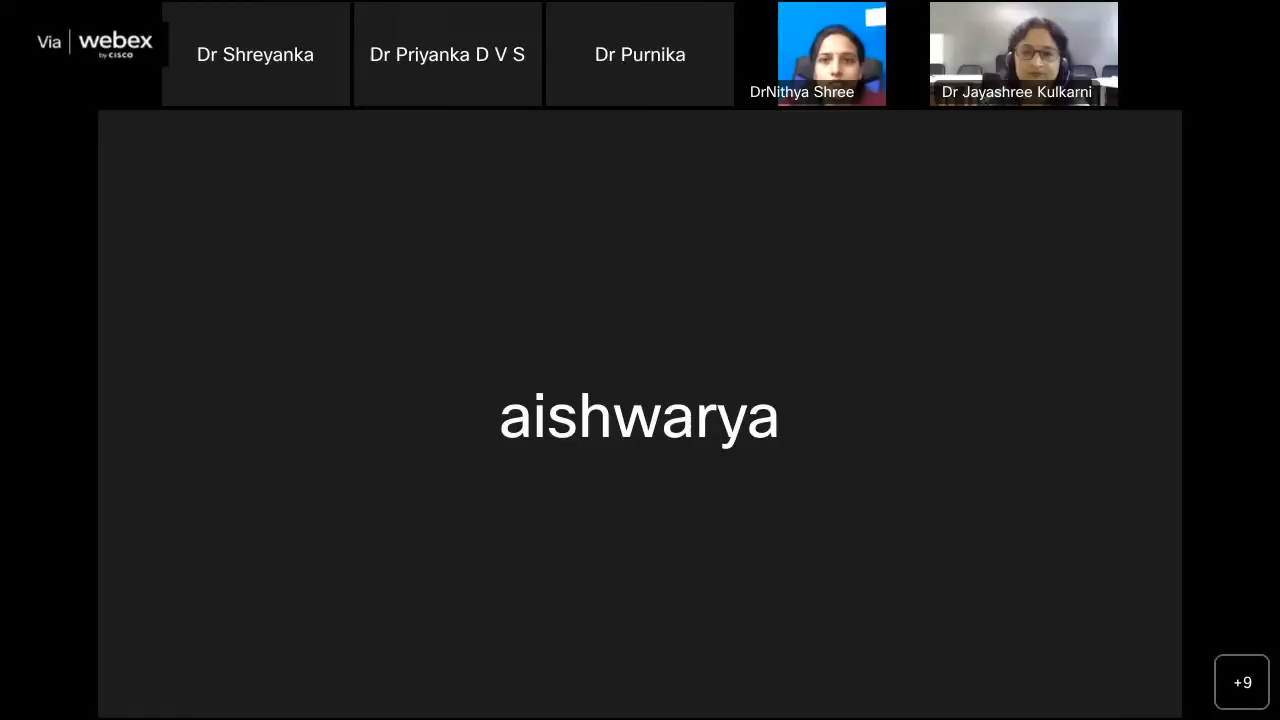 Via webex
by CISCO
Dr Shreyanka
Dr Priyanka D V S
Dr Purnika
DrNithya Shree
Dr Jayashree Kulkarni
aishwarya
+9